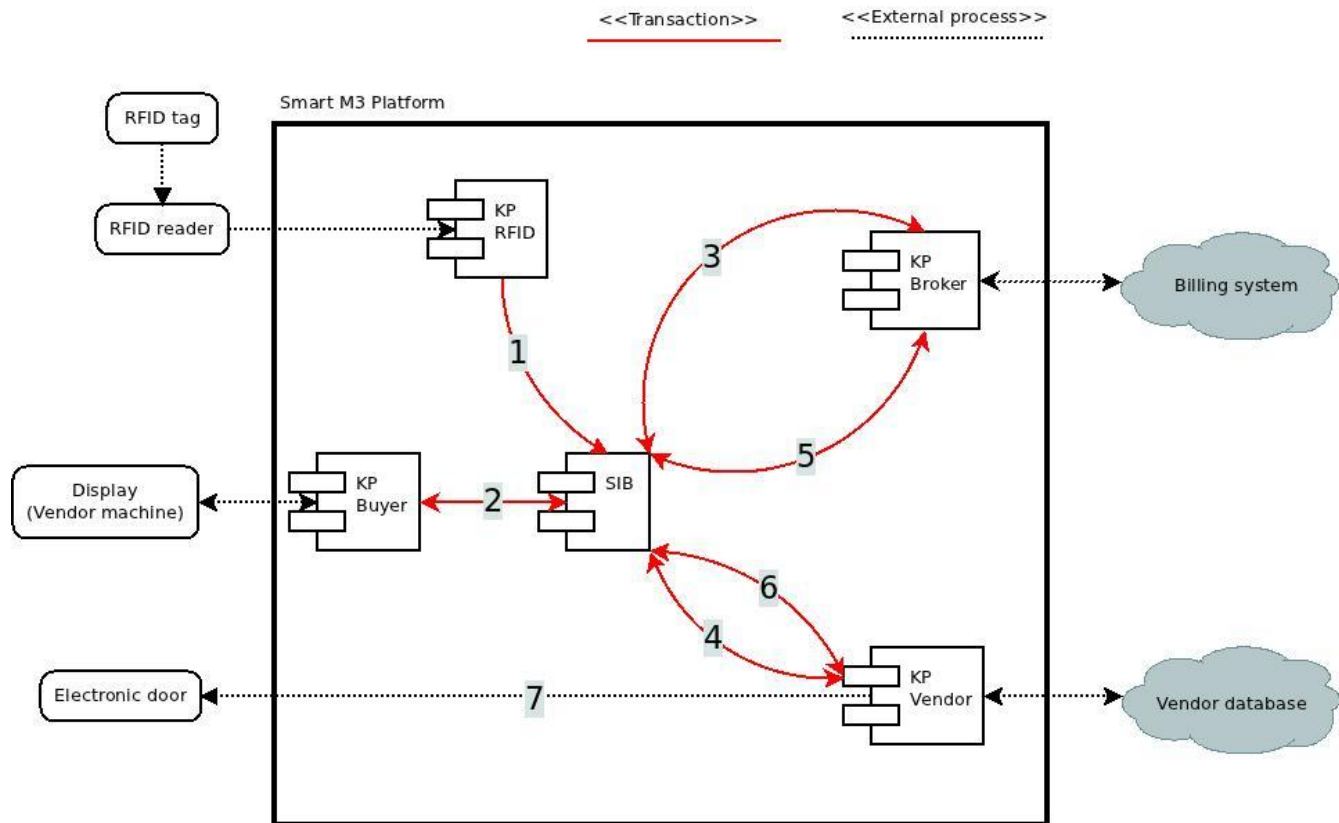 <<Transaction>>
<<External process>>
Smart M3 Platform
RFID tag
RFID reader
KP
RFID
3
KP
Broker
Billing system
1
5
Display
(Vendor machine)
KP
Buyer
2
SIB
6
4
Electronic door
7
KP
Vendor
Vendor database